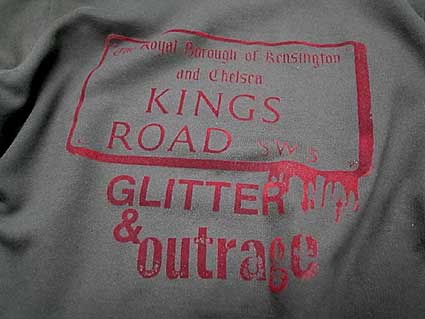 The Royal Borough of Kensington
and Chelsea
KINGS
ROAD SW3
GLITTER
&
outrage